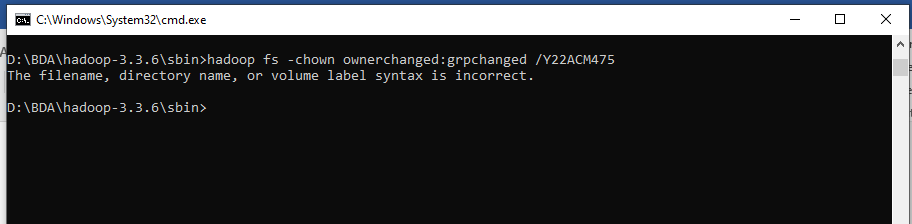 C:\Windows\System32\cmd.exe
D:\BDA\hadoop-3.3.6\sbin>hadoop fs -chown ownerchanged:grpchanged /Y22ACM475
The filename, directory name, or volume label syntax is incorrect.
D:\BDA\hadoop-3.3.6\sbin>